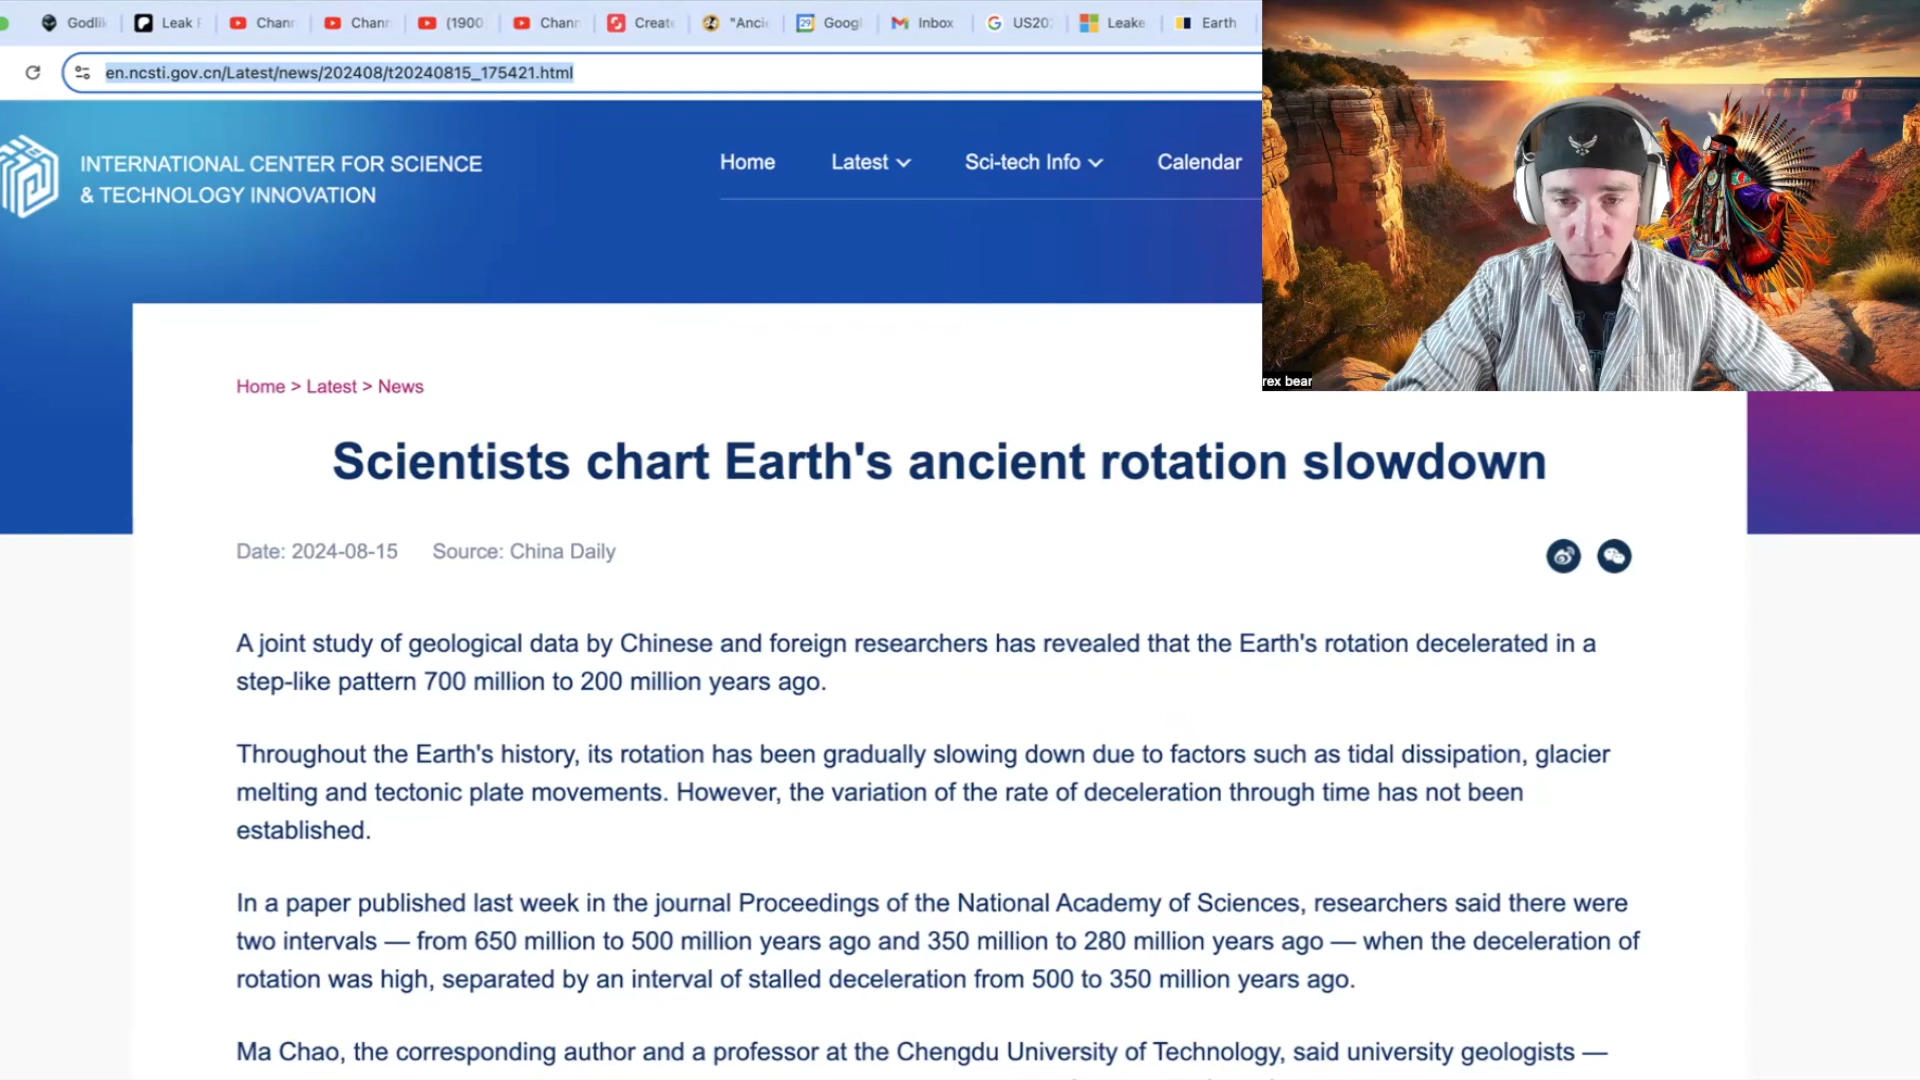 Godli
Leak F
Chann
Chann
(1900
Chann
Create
"Ancie
29
Googl
Inbox
US20
Leake
Earth
en.ncsti.gov.cn/Latest/news/202408/t20240815_175421.html
INTERNATIONAL CENTER FOR SCIENCE
& TECHNOLOGY INNOVATION
Home
Latest
Sci-tech Info
Calendar
rex bear
Home > Latest > News
Scientists chart Earth's ancient rotation slowdown
Date: 2024-08-15 Source: China Daily
A joint study of geological data by Chinese and foreign researchers has revealed that the Earth's rotation decelerated in a
step-like pattern 700 million to 200 million years ago.
Throughout the Earth's history, its rotation has been gradually slowing down due to factors such as tidal dissipation, glacier
melting and tectonic plate movements. However, the variation of the rate of deceleration through time has not been
established.
In a paper published last week in the journal Proceedings of the National Academy of Sciences, researchers said there were
two intervals — from 650 million to 500 million years ago and 350 million to 280 million years ago — when the deceleration of
rotation was high, separated by an interval of stalled deceleration from 500 to 350 million years ago.
Ma Chao, the corresponding author and a professor at the Chengdu University of Technology, said university geologists —